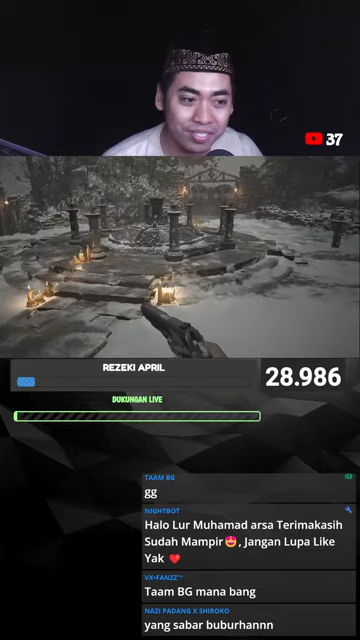 37
REZEKI APRIL
28.986
DUKUNGAN LIVE
TAAM BG
gg
NIGHTBOT
Halo Lur Muhamad arsa Terimakasih
Sudah Mampir🤩, Jangan Lupa Like
Yak ❤️
VX•FANZZ™
Taam BG mana bang
NAZI PADANG X SHIROKO
yang sabar buburhannn